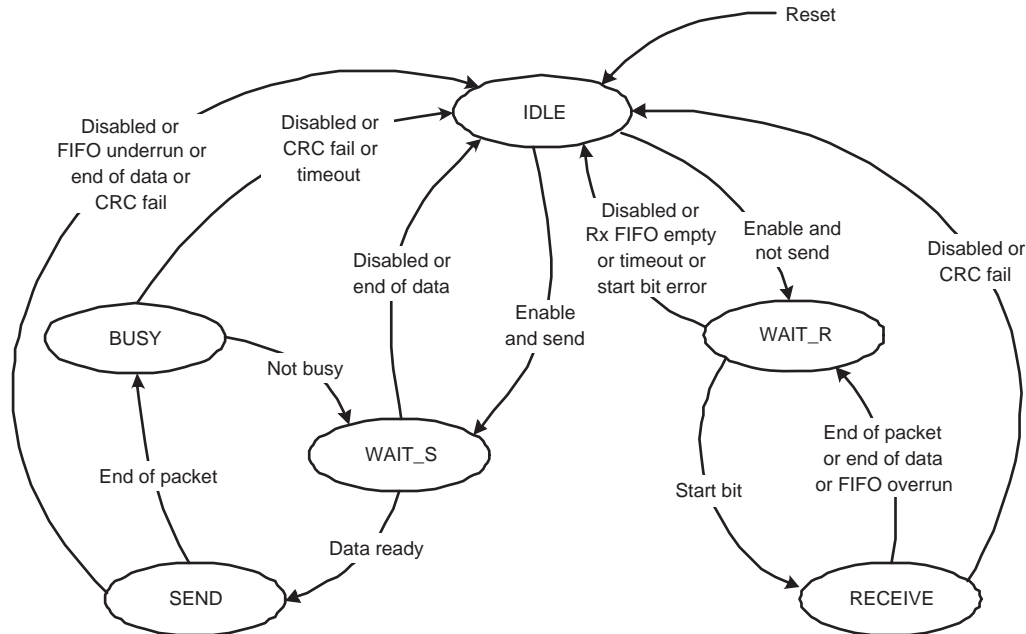 Reset
IDLE
Disabled or
FIFO underrun or
end of data or
CRC fail
Disabled or
CRC fail or
timeout
Disabled or
end of data
Enable
and send
Disabled or
Rx FIFO empty
or timeout or
start bit error
Enable and
not send
Disabled or
CRC fail
BUSY
Not busy
WAIT_R
WAIT_S
End of packet
Data ready
Start bit
End of packet
or end of data
or FIFO overrun
SEND
RECEIVE